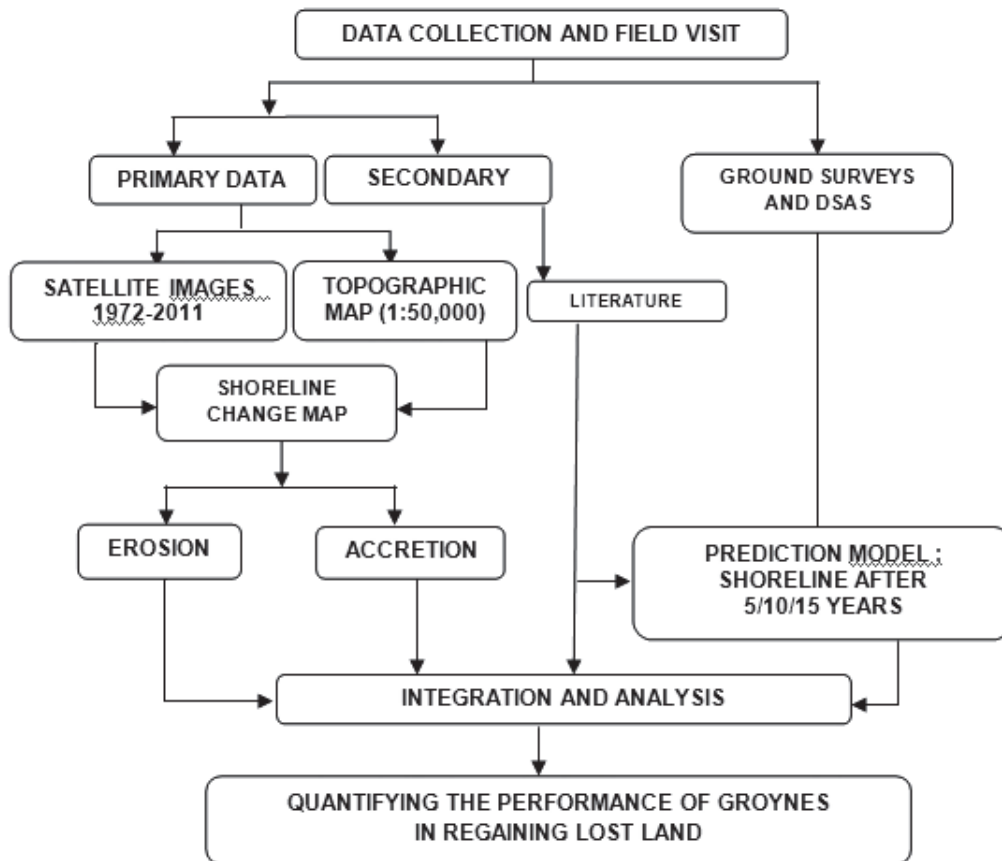 DATA COLLECTION AND FIELD VISIT
PRIMARY DATA
SECONDARY
GROUND SURVEYS
AND DSAS
SATELLITE IMAGES
1972-2011
TOPOGRAPHIC
MAP (1:50,000)
LITERATURE
SHORELINE
CHANGE MAP
EROSION
ACCRETION
PREDICTION MODEL :
SHORELINE AFTER
5/10/15 YEARS
INTEGRATION AND ANALYSIS
QUANTIFYING THE PERFORMANCE OF GROYNES
IN REGAINING LOST LAND